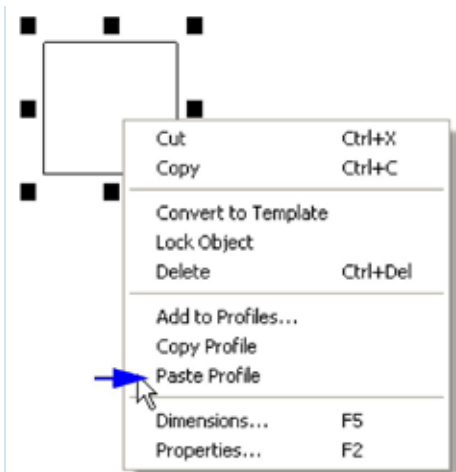 Cut Ctrl+X
Copy Ctrl+C
Convert to Template
Lock Object
Delete Ctrl+Del
Add to Profiles...
Copy Profile
Paste Profile
Dimensions... F5
Properties... F2